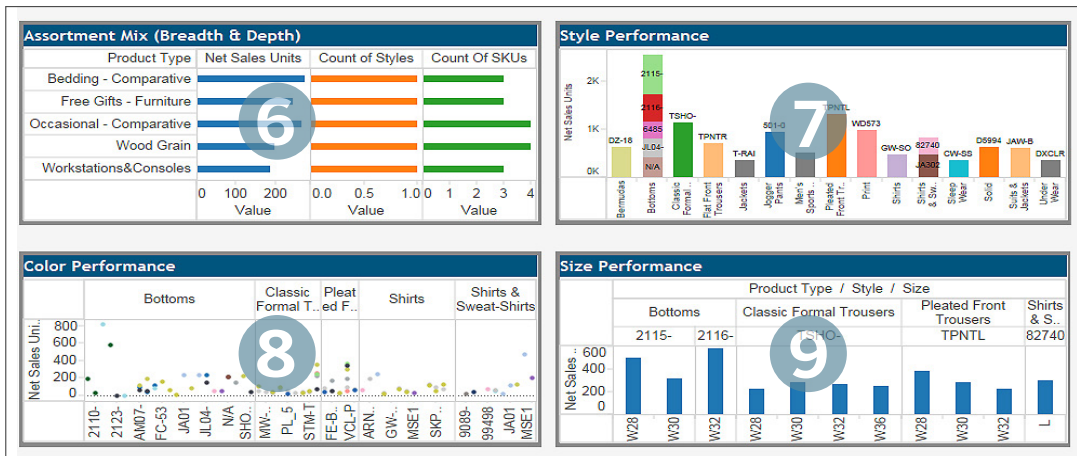 Assortment Mix (Breadth & Depth)
Product Type Net Sales Units Count of Styles Count Of SKUs
Bedding - Comparative
Free Gifts - Furniture
Occasional - Comparative
Wood Grain
Workstations&Consoles
0 100 200 0.0 0.5 1.0 0 1 2 3 4
Value Value Value
6
Style Performance
Net Sales Units
2K
1K
0K
DZ-18
2115-
2116-
6485
JL04-
N/A
TSHO-
TPNTR
T-RAI
501-0
TPNTL
WD573
GW-SO
82740
JA302
CW-SS
D5994
JAW-B
DXCLR
7
Bermudas
Bottoms
Classic
Formal ..
Flat Front
Trousers
Jackets
Jogger
Pants
Men's
Sports ..
Pleated
Front Tr..
Print
Shirts
Shirts
& Sw..
Sleep
Wear
Solid
Suits &
Jackets
Under
Wear
Color Performance
Bottoms
Classic
Formal T..
Pleat
ed F..
Shirts
Shirts &
Sweat-Shirts
Net Sales Uni..
800
600
400
200
0
8
2110-
2123-
AM07-
FC-53
JA01
JL04-
N/A
SHO..
MW-..
PL_5
STM-T
FE-B..
VCL-P
ARN..
GW-..
MSE1
SKP..
9089-
99498
JA01
MSE1
Size Performance
Product Type / Style / Size
Bottoms Classic Formal Trousers Pleated Front
Trousers Shirts
& S..
2115- 2116- TSHO- TPNTL 82740
Net Sales..
600
400
200
0
9
W28
W30
W32
W28
W30
W32
W36
W28
W30
W32
L